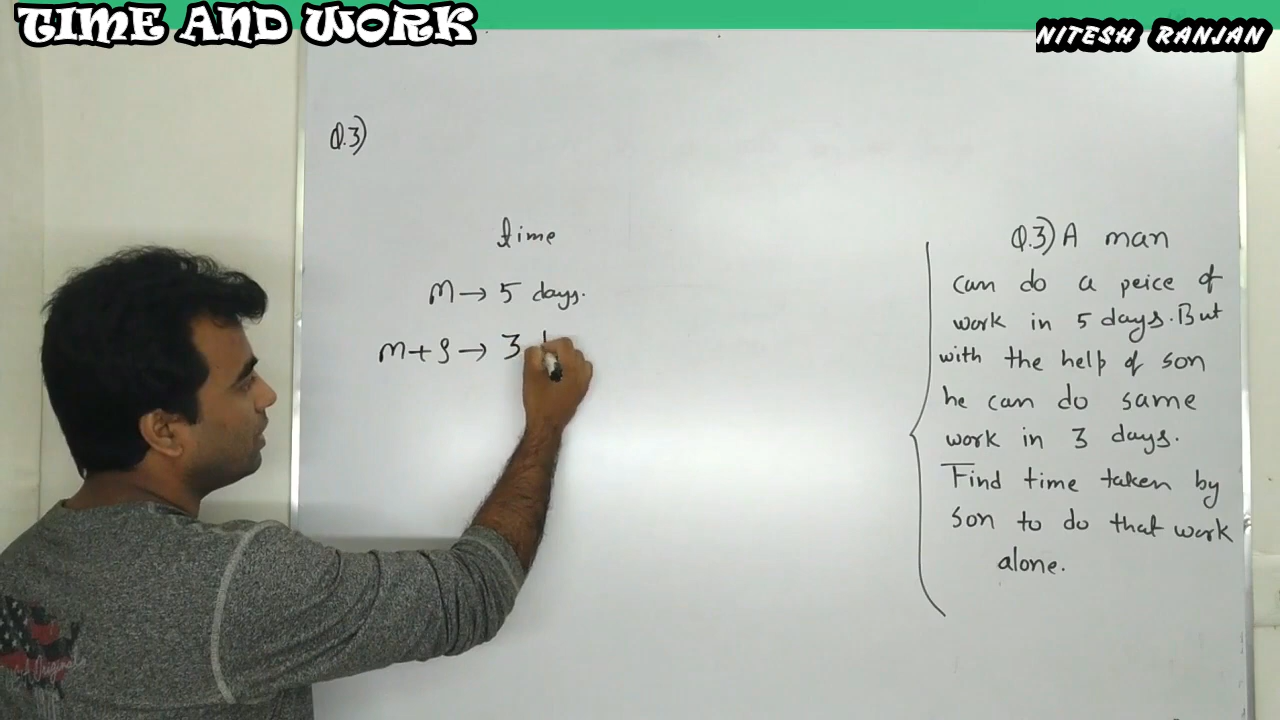 TIME AND WORK
NITESH RANJAN
Q.3)
time
M → 5 days.
M + S → 3
Q.3) A man
can do a peice of
work in 5 days. But
with the help of son
he can do same
work in 3 days.
Find time taken by
son to do that work
alone.